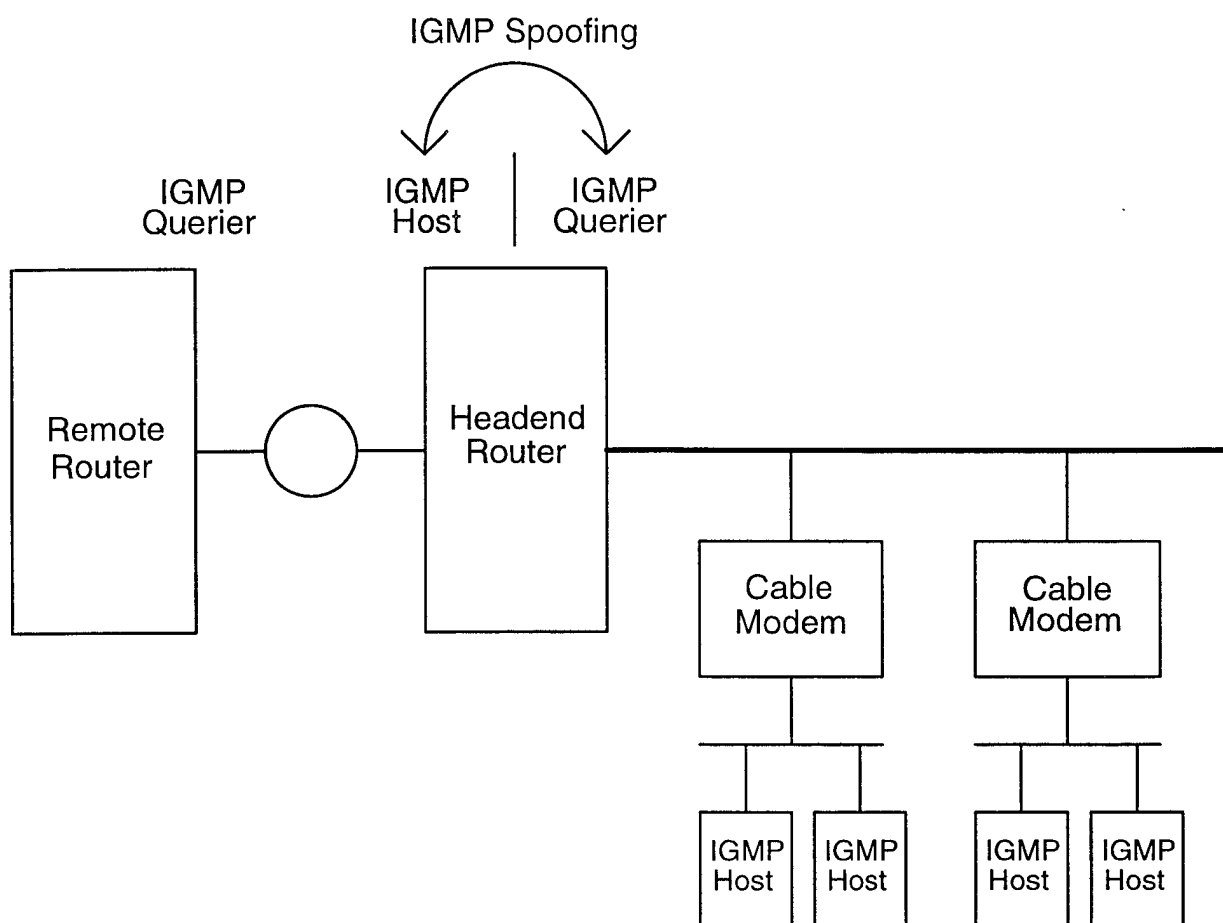 IGMP Spoofing
IGMP
Querier
IGMP
Host
IGMP
Querier
Remote
Router
Headend
Router
Cable
Modem
Cable
Modem
IGMP
Host
IGMP
Host
IGMP
Host
IGMP
Host